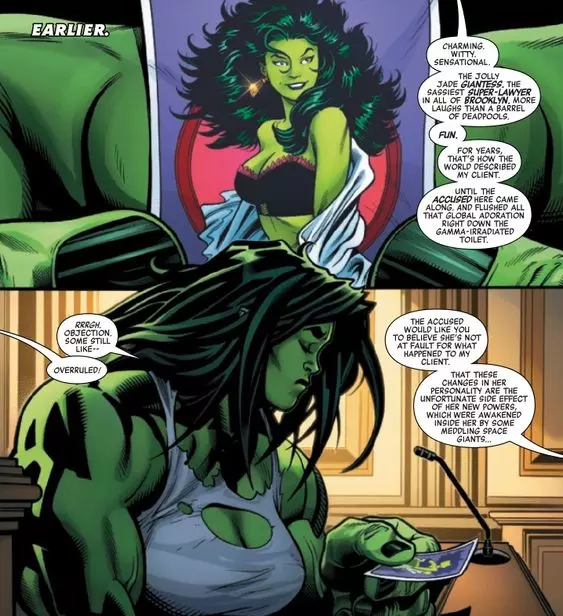 EARLIER.
CHARMING.
WITTY.
SENSATIONAL.
THE JOLLY
JADE GIANTESS, THE
SASSIEST SUPER-LAWYER
IN ALL OF BROOKLYN, MORE
LAUGHS THAN A BARREL
OF DEADPOOLS.
FUN.
FOR YEARS,
THAT'S HOW THE
WORLD DESCRIBED
MY CLIENT.
UNTIL THE
ACCUSED HERE CAME
ALONG, AND FLUSHED ALL
THAT GLOBAL ADORATION
RIGHT DOWN THE
GAMMA-IRRADIATED
TOILET.
RRRGH.
OBJECTION.
SOME STILL
LIKE--
OVERRULED!
THE ACCUSED
WOULD LIKE YOU
TO BELIEVE SHE'S NOT
AT FAULT FOR WHAT
HAPPENED TO MY
CLIENT.
THAT THESE
CHANGES IN HER
PERSONALITY ARE THE
UNFORTUNATE SIDE EFFECT
OF HER NEW POWERS,
WHICH WERE AWAKENED
INSIDE HER BY SOME
MEDDLING SPACE
GIANTS...